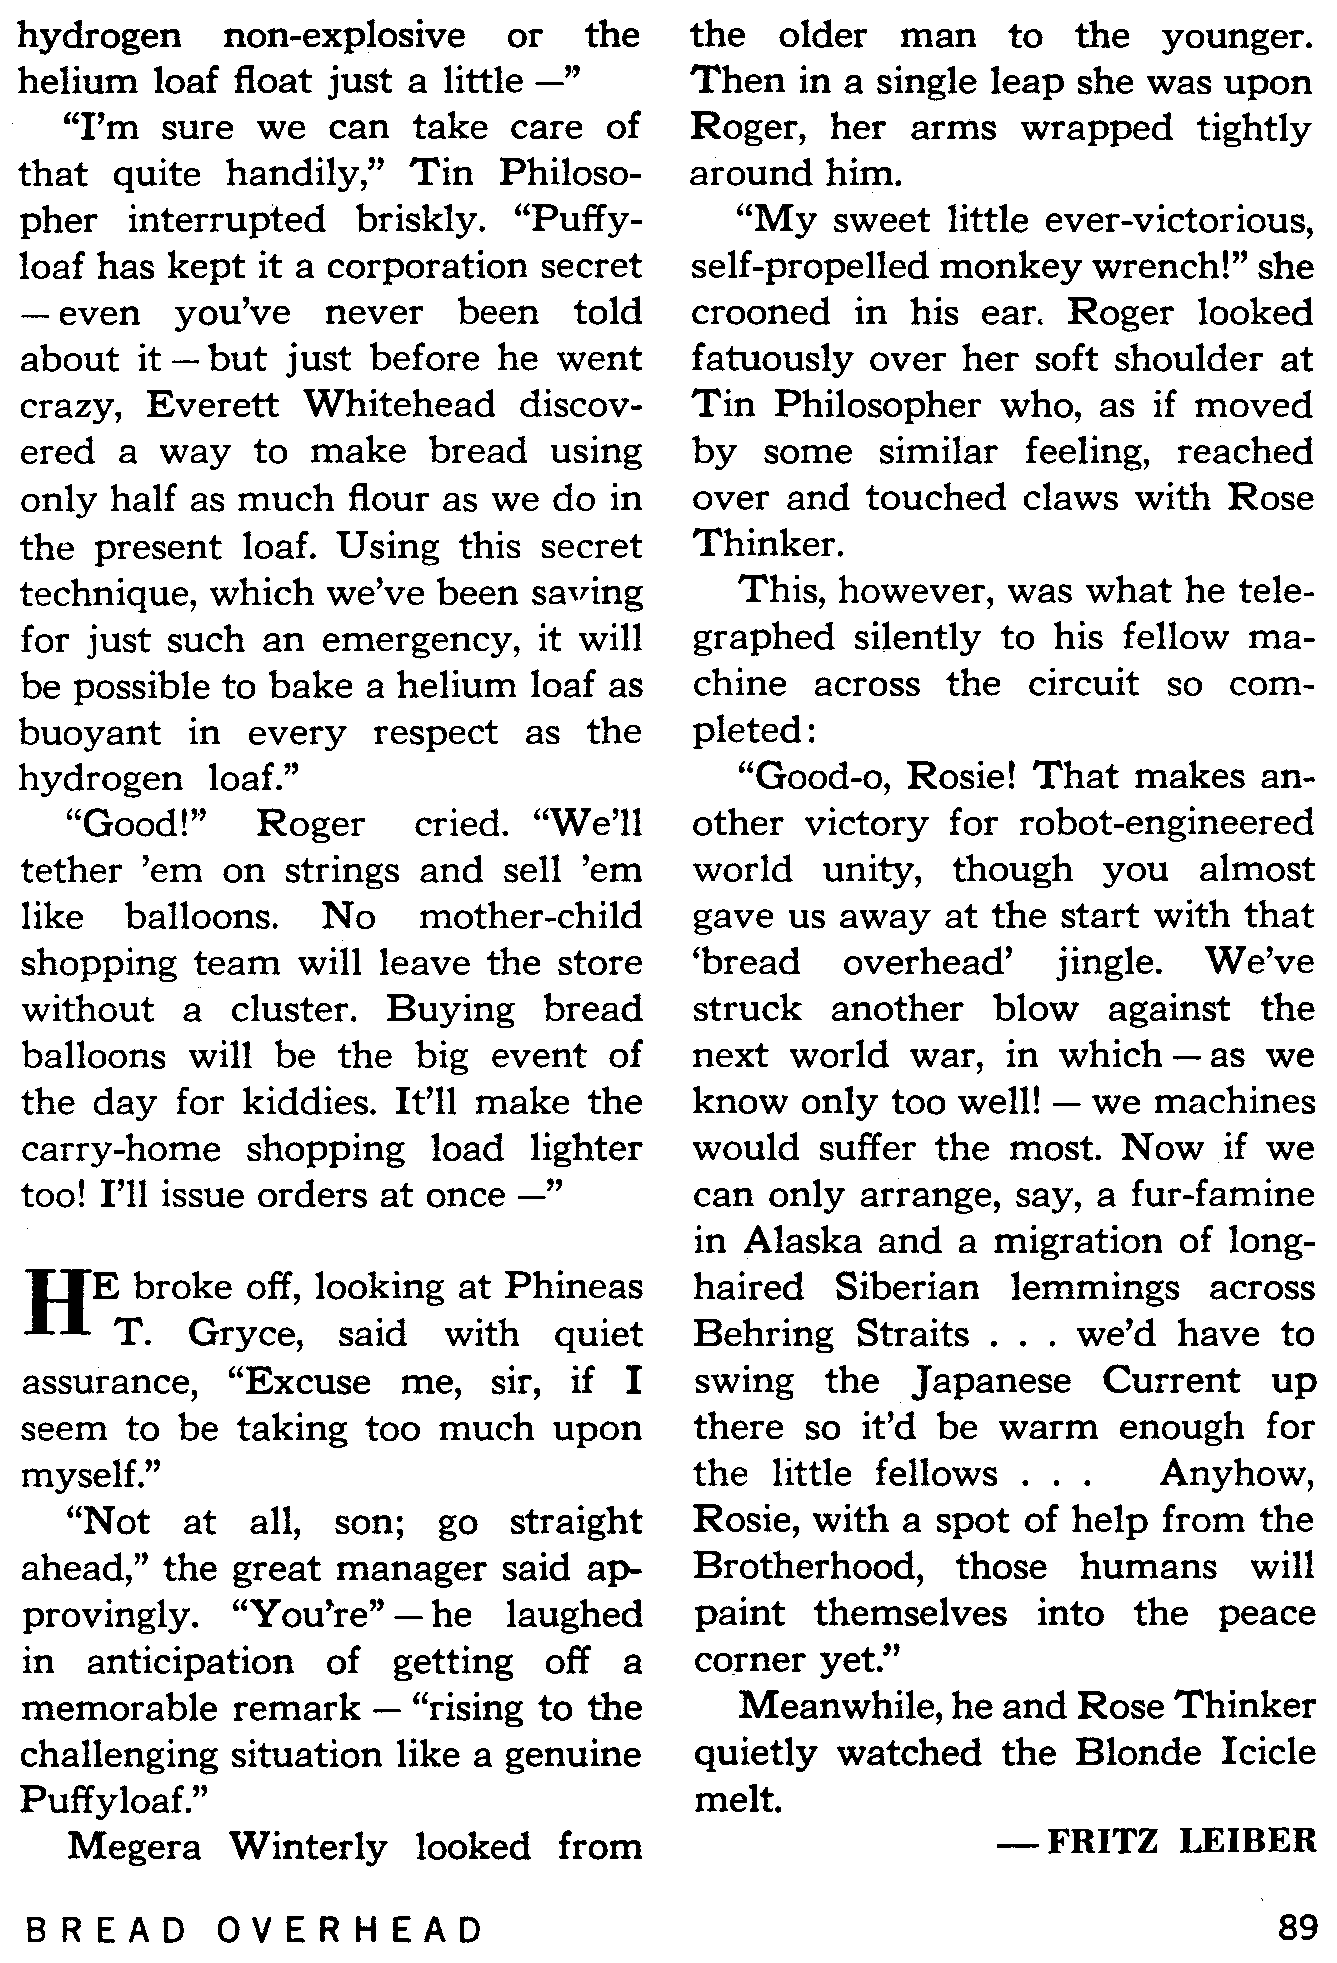 hydrogen non-explosive or the
helium loaf float just a little —”
“I’m sure we can take care of
that quite handily,” Tin Philoso-
pher interrupted briskly. “Puffy-
loaf has kept it a corporation secret
— even you’ve never been told
about it — but just before he went
crazy, Everett Whitehead discov-
ered a way to make bread using
only half as much flour as we do in
the present loaf. Using this secret
technique, which we’ve been saving
for just such an emergency, it will
be possible to bake a helium loaf as
buoyant in every respect as the
hydrogen loaf.”
“Good!” Roger cried. “We’ll
tether ’em on strings and sell ’em
like balloons. No mother-child
shopping team will leave the store
without a cluster. Buying bread
balloons will be the big event of
the day for kiddies. It’ll make the
carry-home shopping load lighter
too! I’ll issue orders at once —”
HE broke off, looking at Phineas
T. Gryce, said with quiet
assurance, “Excuse me, sir, if I
seem to be taking too much upon
myself.”
“Not at all, son; go straight
ahead,” the great manager said ap-
provingly. “You’re” — he laughed
in anticipation of getting off a
memorable remark — “rising to the
challenging situation like a genuine
Puffyloaf.”
Megera Winterly looked from
the older man to the younger.
Then in a single leap she was upon
Roger, her arms wrapped tightly
around him.
“My sweet little ever-victorious,
self-propelled monkey wrench!” she
crooned in his ear. Roger looked
fatuously over her soft shoulder at
Tin Philosopher who, as if moved
by some similar feeling, reached
over and touched claws with Rose
Thinker.
This, however, was what he tele-
graphed silently to his fellow ma-
chine across the circuit so com-
pleted:
“Good-o, Rosie! That makes an-
other victory for robot-engineered
world unity, though you almost
gave us away at the start with that
‘bread overhead’ jingle. We’ve
struck another blow against the
next world war, in which — as we
know only too well! — we machines
would suffer the most. Now if we
can only arrange, say, a fur-famine
in Alaska and a migration of long-
haired Siberian lemmings across
Behring Straits . . . we’d have to
swing the Japanese Current up
there so it’d be warm enough for
the little fellows . . . Anyhow,
Rosie, with a spot of help from the
Brotherhood, those humans will
paint themselves into the peace
corner yet.”
Meanwhile, he and Rose Thinker
quietly watched the Blonde Icicle
melt.
— FRITZ LEIBER
BREAD OVERHEAD 89